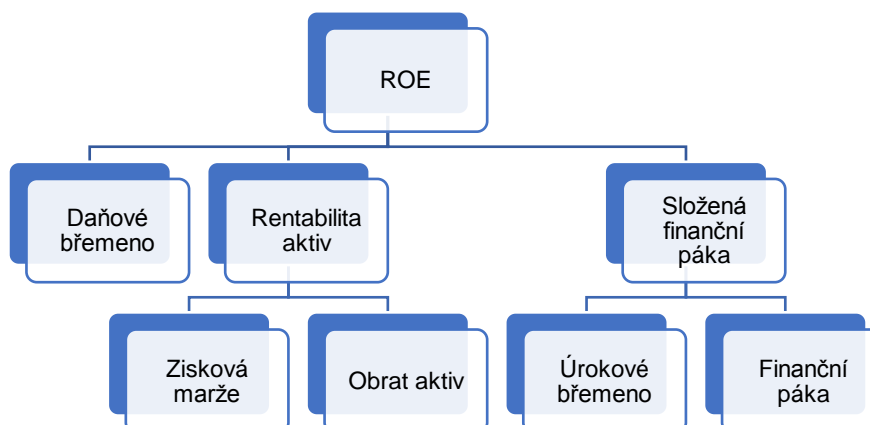 ROE
Daňové
břemeno
Rentabilita
aktiv
Složená
finanční
páka
Zisková
marže
Obrat aktiv
Úrokové
břemeno
Finanční
páka